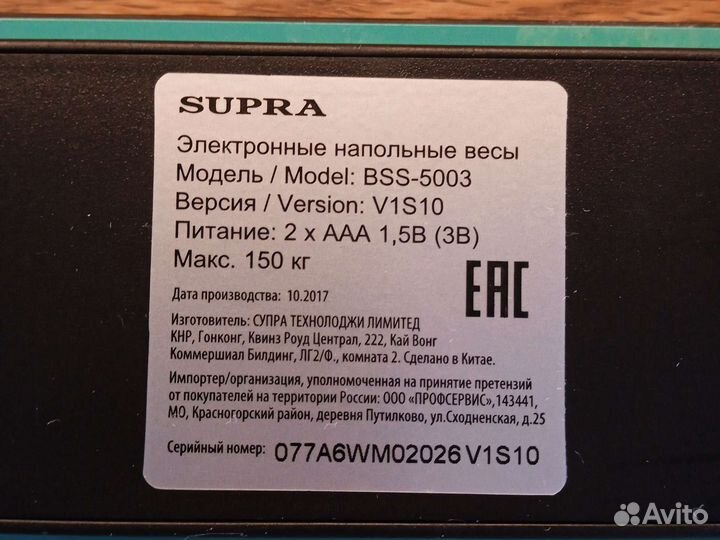 SUPRA
Электронные напольные весы
Модель / Model: BSS-5003
Версия / Version: V1S10
Питание: 2 x AAA 1,5В (3В)
Макс. 150 кг
EAC
Дата производства: 10.2017
Изготовитель: СУПРА ТЕХНОЛОДЖИ ЛИМИТЕД
КНР, Гонконг, Квинз Роуд Централ, 222, Кай Вонг
Коммершиал Билдинг, ЛГ2/Ф., комната 2. Сделано в Китае.
Импортер/организация, уполномоченная на принятие претензий
от покупателей на территории России: ООО «ПРОФСЕРВИС»,143441,
МО, Красногорский район, деревня Путилково, ул.Сходненская, д.25
Серийный номер: 077A6WM02026 V1S10
Avito